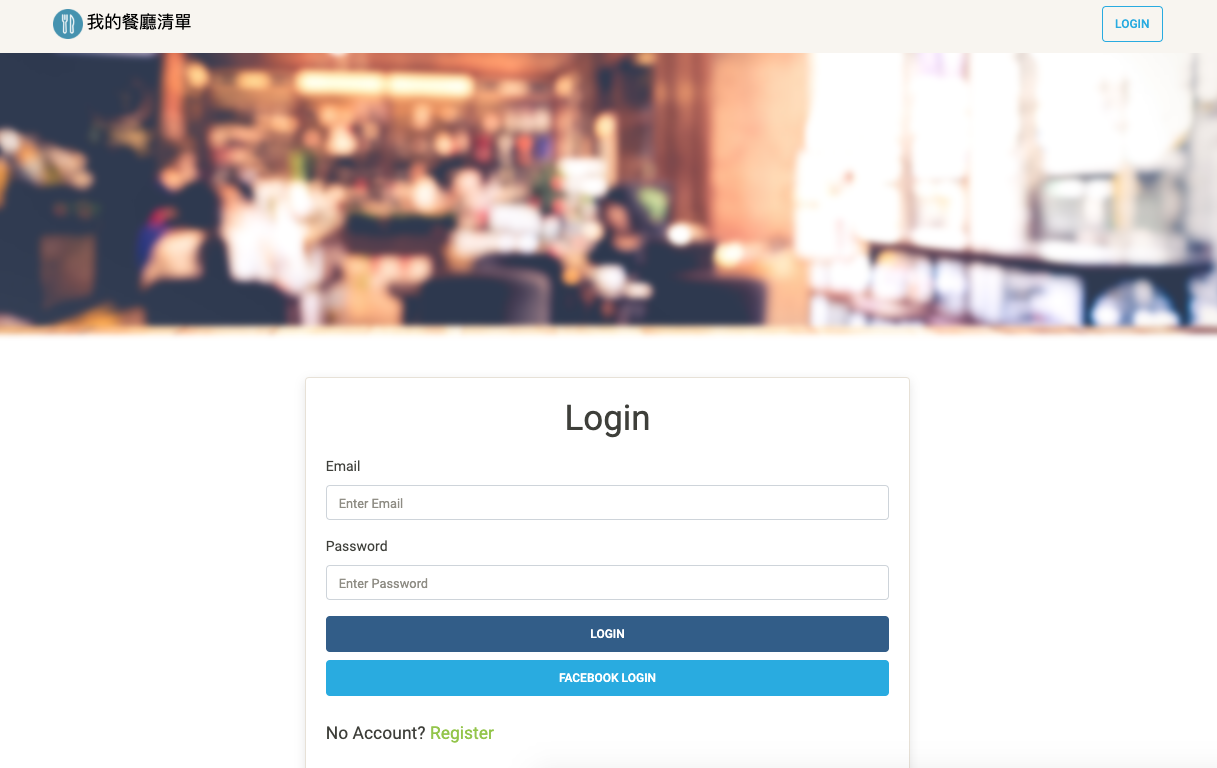 我的餐廳清單
LOGIN
Login
Email
Enter Email
Password
Enter Password
LOGIN
FACEBOOK LOGIN
No Account? Register